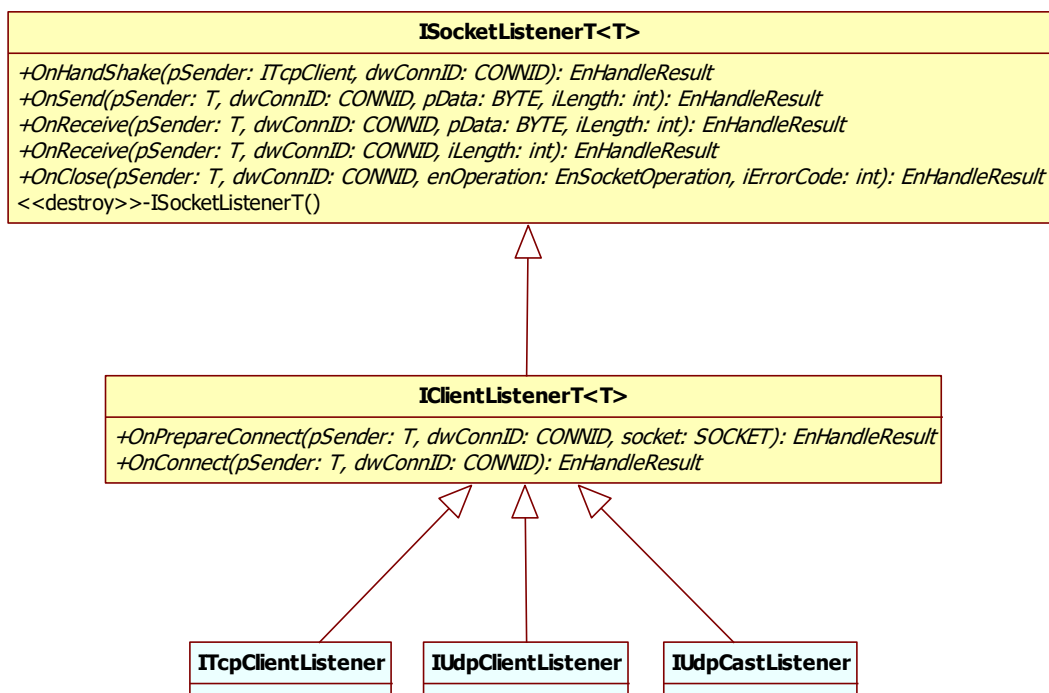 ISocketListenerT<T>
+OnHandShake(pSender: ITcpClient, dwConnID: CONNID): EnHandleResult
+OnSend(pSender: T, dwConnID: CONNID, pData: BYTE, iLength: int): EnHandleResult
+OnReceive(pSender: T, dwConnID: CONNID, pData: BYTE, iLength: int): EnHandleResult
+OnReceive(pSender: T, dwConnID: CONNID, iLength: int): EnHandleResult
+OnClose(pSender: T, dwConnID: CONNID, enOperation: EnSocketOperation, iErrorCode: int): EnHandleResult
<<destroy>>-ISocketListenerT()
IClientListenerT<T>
+OnPrepareConnect(pSender: T, dwConnID: CONNID, socket: SOCKET): EnHandleResult
+OnConnect(pSender: T, dwConnID: CONNID): EnHandleResult
ITcpClientListener IUdpClientListener IUdpCastListener